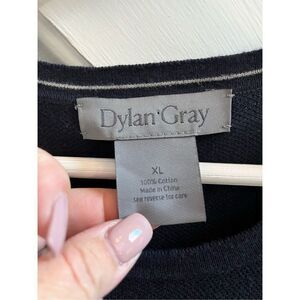 Dylan·Gray
XL
100% Cotton
Made in China
see reverse for care